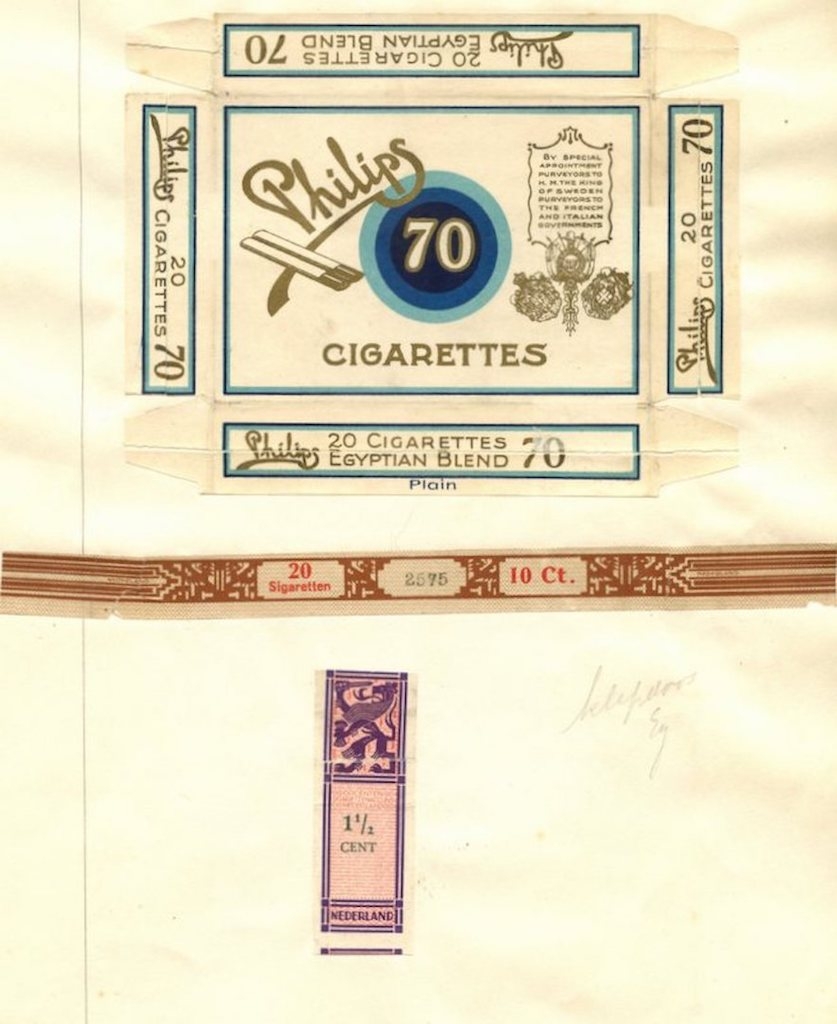 Philips 20 CIGARETTES EGYPTIAN BLEND 70
Philips 20 CIGARETTES 70
Philips
70
CIGARETTES
BY SPECIAL
APPOINTMENT
PURVEYORS TO
H. M. THE KING
OF SWEDEN
PURVEYORS TO
THE FRENCH
AND ITALIAN
GOVERNMENTS
Philips 20 CIGARETTES 70
Philips 20 CIGARETTES 70
EGYPTIAN BLEND
Plain
20 2575 10 Ct.
Sigaretten
1 1/2
CENT
NEDERLAND